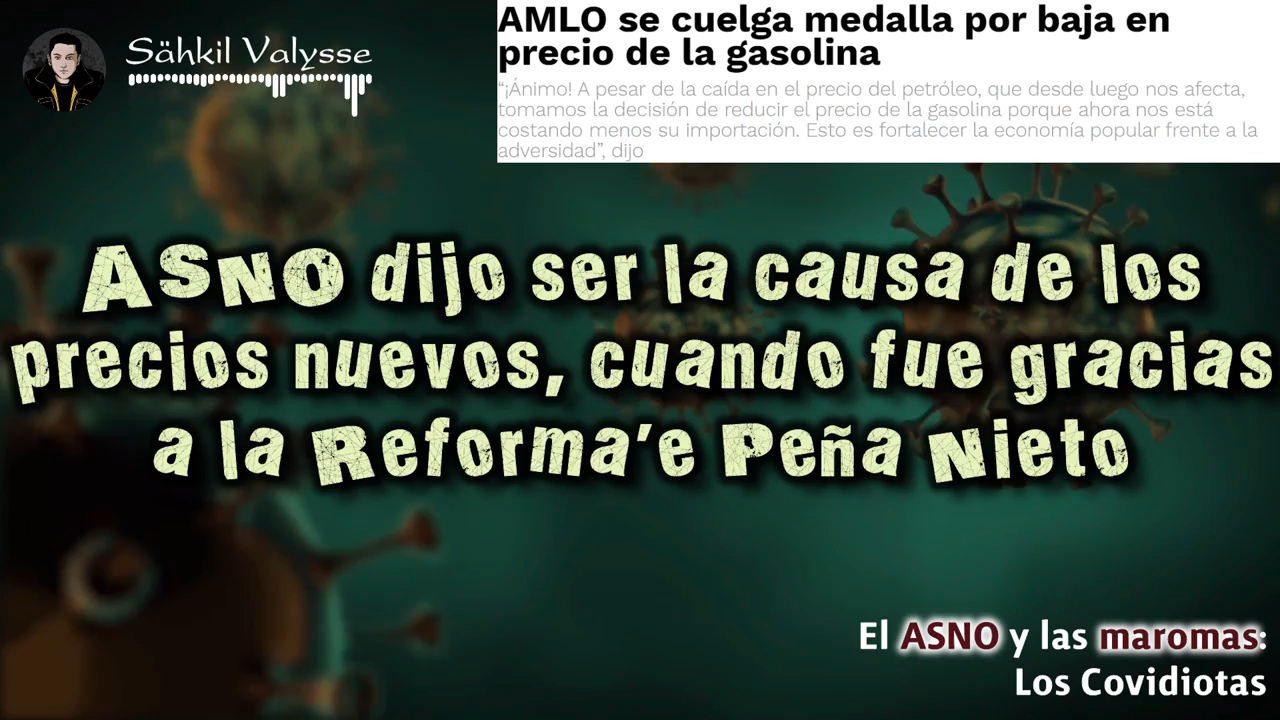 Sähkil Valysse
AMLO se cuelga medalla por baja en
precio de la gasolina
“¡Ánimo! A pesar de la caída en el precio del petróleo, que desde luego nos afecta,
tomamos la decisión de reducir el precio de la gasolina porque ahora nos está
costando menos su importación. Esto es fortalecer la economía popular frente a la
adversidad”, dijo
ASNO dijo ser la causa de los
precios nuevos, cuando fue gracias
a la Reforma’e Peña Nieto
El ASNO y las maromas:
Los Covidiotas